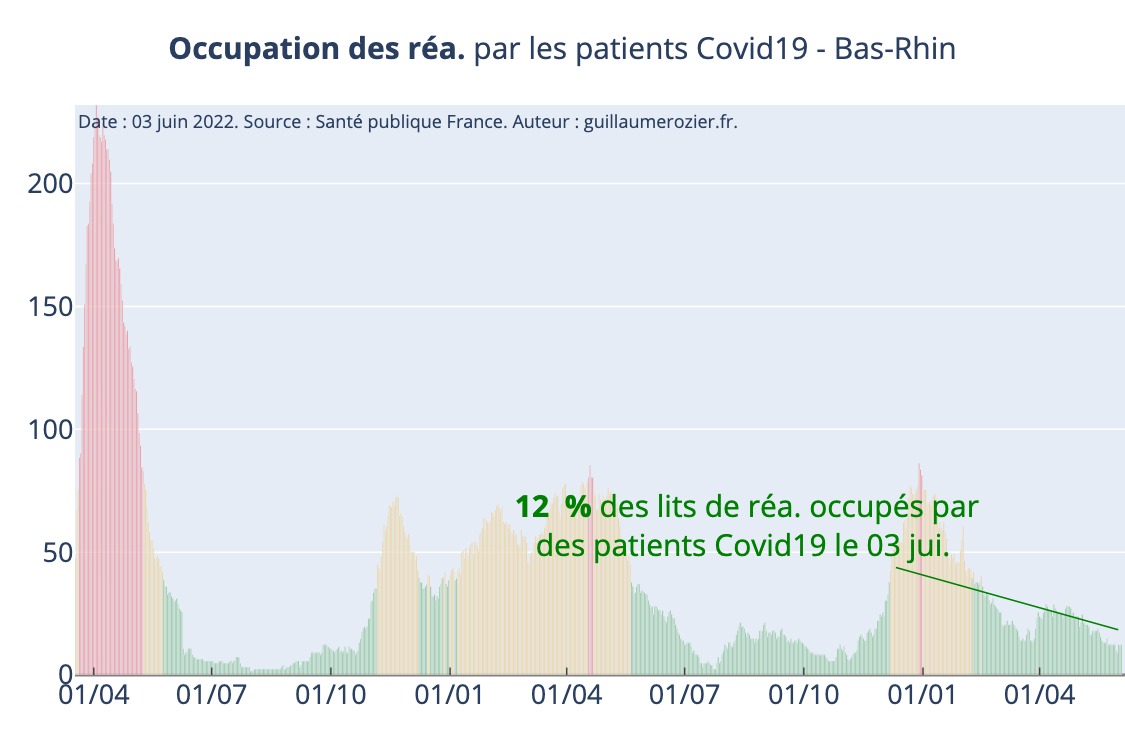 Occupation des réa. par les patients Covid19 - Bas-Rhin
Date : 03 juin 2022. Source : Santé publique France. Auteur : guillaumerozier.fr.
200
150
100
12 % des lits de réa. occupés par
des patients Covid19 le 03 jui.
50
0
01/04 01/07 01/10 01/01 01/04 01/07 01/10 01/01 01/04